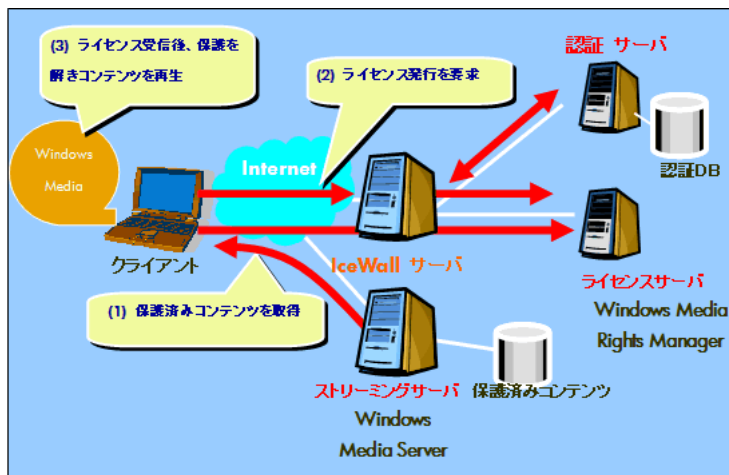 (3) ライセンス受信後、保護を
解きコンテンツを再生
(2) ライセンス発行を要求
認証 サーバ
Windows
Media
Internet
認証DB
クライアント
IceWall サーバ
ライセンスサーバ
Windows Media
Rights Manager
(1) 保護済みコンテンツを取得
ストリーミングサーバ
保護済みコンテンツ
Windows
Media Server